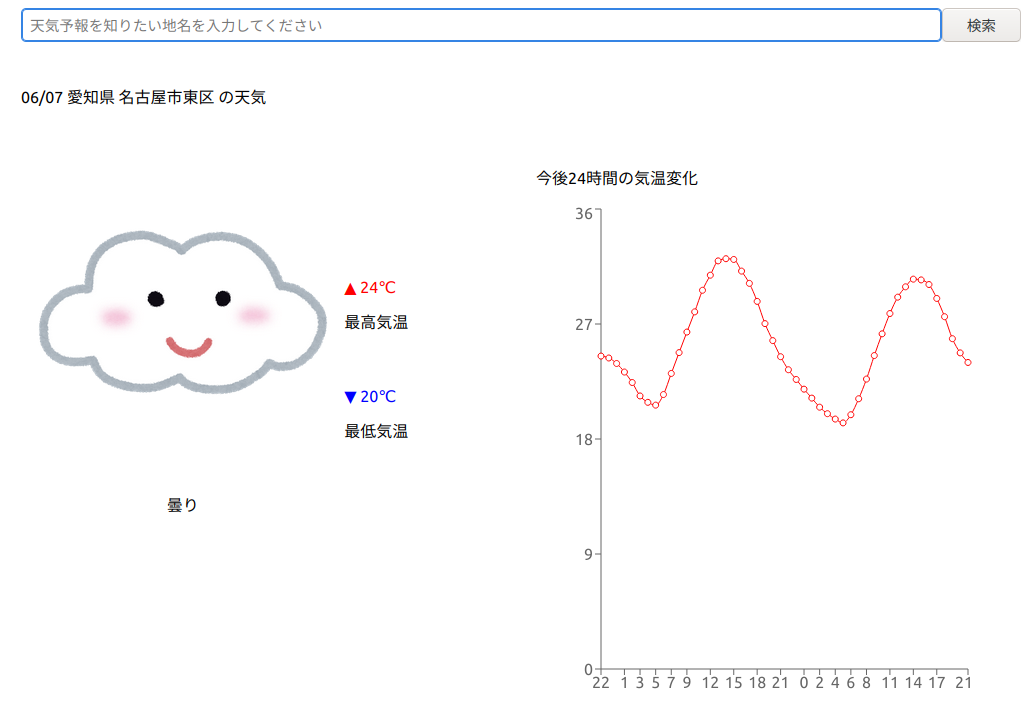 天気予報を知りたい地名を入力してください 検索
06/07 愛知県 名古屋市東区 の天気
今後24時間の気温変化
▲ 24℃
最高気温
▼ 20℃
最低気温
曇り
36
27
18
9
0
22 1 3 5 7 9 12 15 18 21 0 2 4 6 8 11 14 17 21